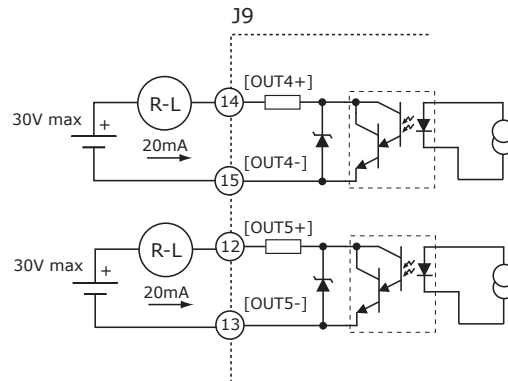 J9
[OUT4+]
R-L
14
30V max
+
20mA
[OUT4-]
15
[OUT5+]
R-L
12
30V max
+
20mA
[OUT5-]
13